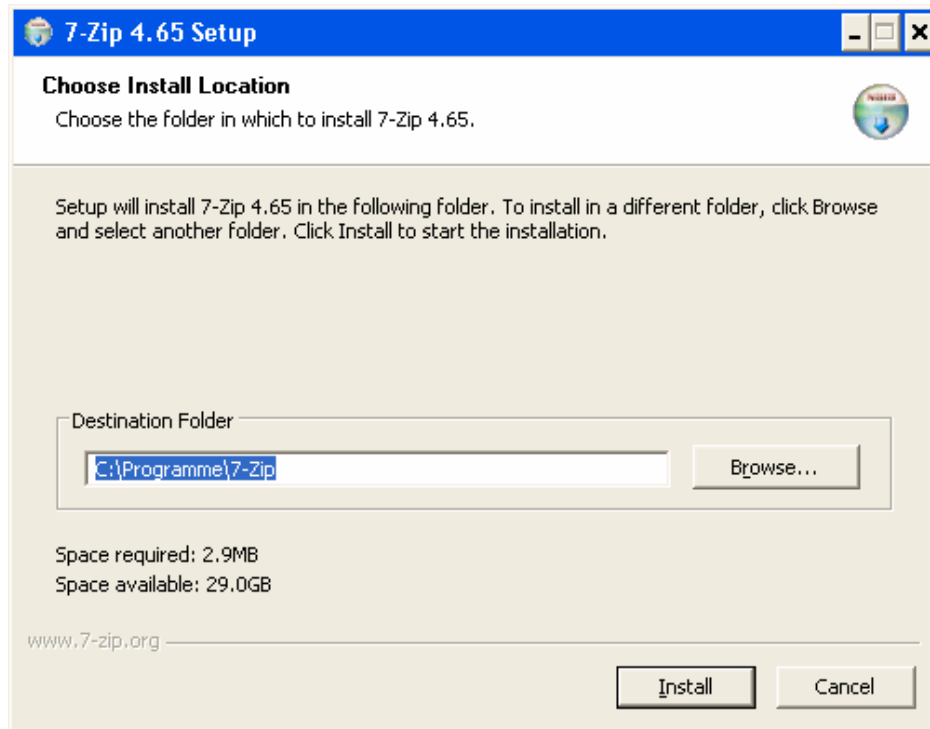 7-Zip 4.65 Setup
Choose Install Location
Choose the folder in which to install 7-Zip 4.65.
Setup will install 7-Zip 4.65 in the following folder. To install in a different folder, click Browse
and select another folder. Click Install to start the installation.
Destination Folder
C:\Programme\7-Zip
Browse...
Space required: 2.9MB
Space available: 29.0GB
www.7-zip.org
Install
Cancel